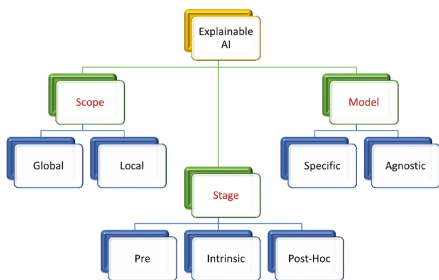 Explainable
AI
Scope
Model
Global
Local
Specific
Agnostic
Stage
Pre
Intrinsic
Post-Hoc